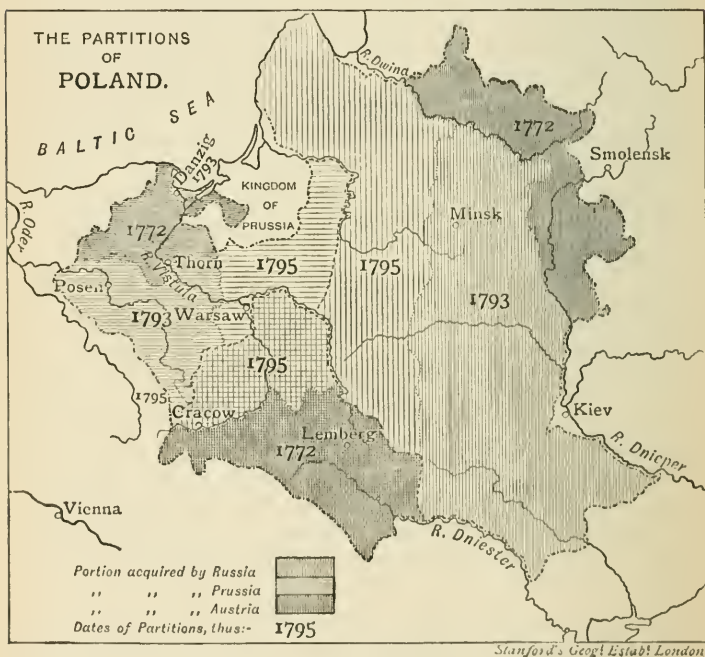 THE PARTITIONS
OF
POLAND.
BALTIC SEA
R. Dwina
1772
Smolensk
Danzig
1793
KINGDOM
OF
PRUSSIA
R. Oder
1772
Thorn
R. Vistula
Minsk
1795
1795
1793
Posen
1793
Warsaw
1795
1795
Cracow
Lemberg
1772
Kiev
R. Dnieper
Vienna
R. Dniester
Portion acquired by Russia
,, ,, ,, Prussia
,, ,, ,, Austria
Dates of Partitions, thus:- 1795
Stanford's Geogl. Estabt. London